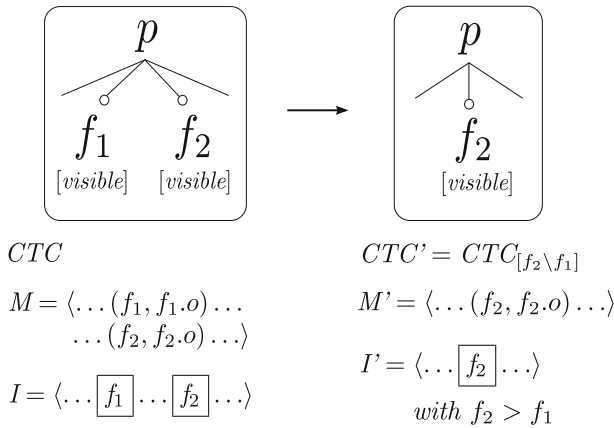 p
f₁ f₂
[visible] [visible]
p
f₂
[visible]
CTC
M = ⟨… (f₁, f₁.o) …
… (f₂, f₂.o) …⟩
I = ⟨… f₁ … f₂ …⟩
CTC’ = CTC[f₂\f₁]
M’ = ⟨… (f₂, f₂.o) …⟩
I’ = ⟨… f₂ …⟩
with f₂ > f₁